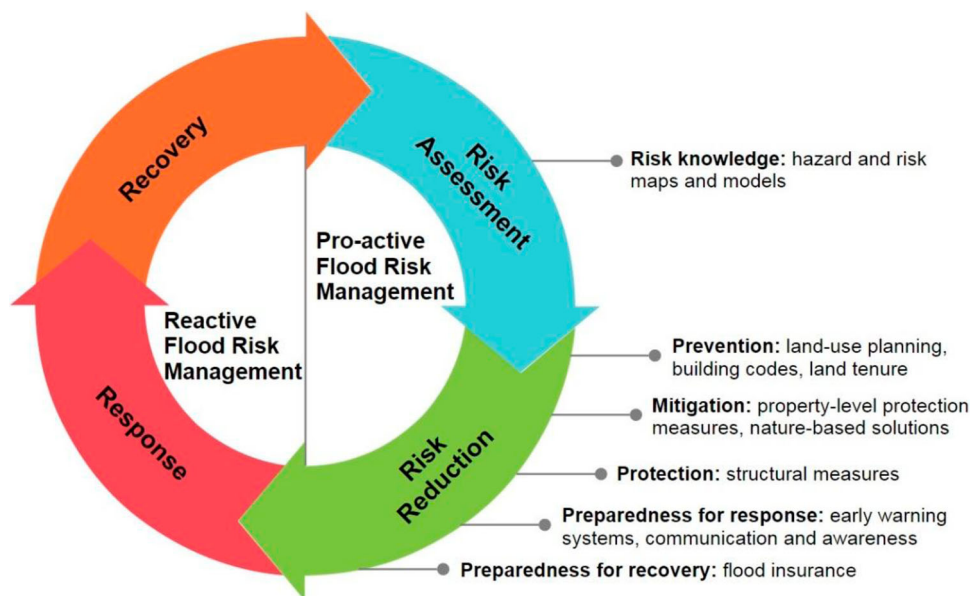 Recovery
Risk
Assessment
Risk knowledge: hazard and risk
maps and models
Pro-active
Flood Risk
Management
Reactive
Flood Risk
Management
Prevention: land-use planning,
building codes, land tenure
Mitigation: property-level protection
measures, nature-based solutions
Response
Risk
Reduction
Protection: structural measures
Preparedness for response: early warning
systems, communication and awareness
Preparedness for recovery: flood insurance